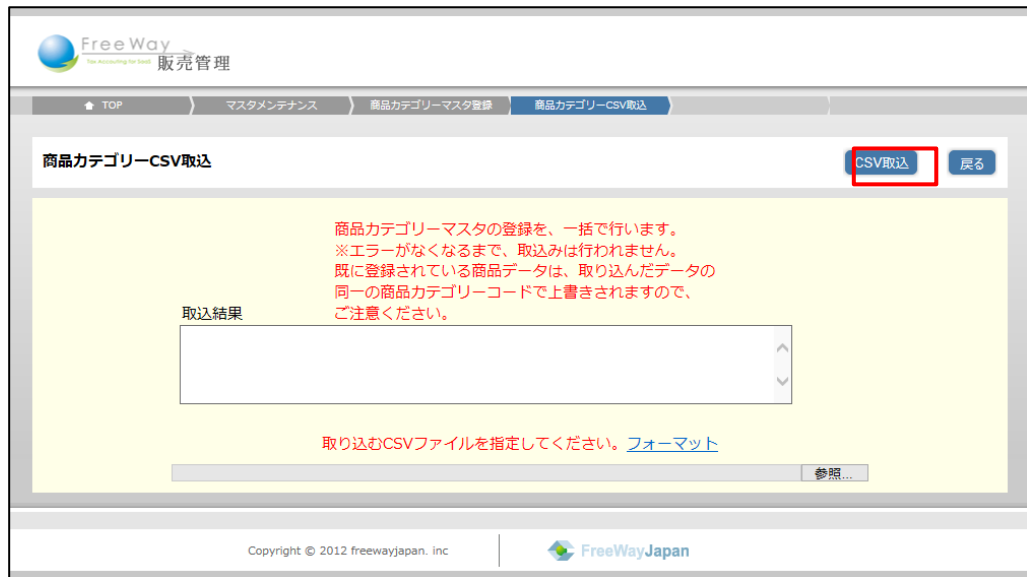 FreeWay
Tax Accounting for SaaS
販売管理
TOP
マスタメンテナンス
商品カテゴリーマスタ登録
商品カテゴリーCSV取込
商品カテゴリーCSV取込
CSV取込
戻る
商品カテゴリーマスタの登録を、一括で行います。
※エラーがなくなるまで、取込みは行われません。
既に登録されている商品データは、取り込んだデータの
同一の商品カテゴリーコードで上書きされますので、
ご注意ください。
取込結果
取り込むCSVファイルを指定してください。フォーマット
参照...
Copyright © 2012 freewayjapan. inc
FreeWayJapan